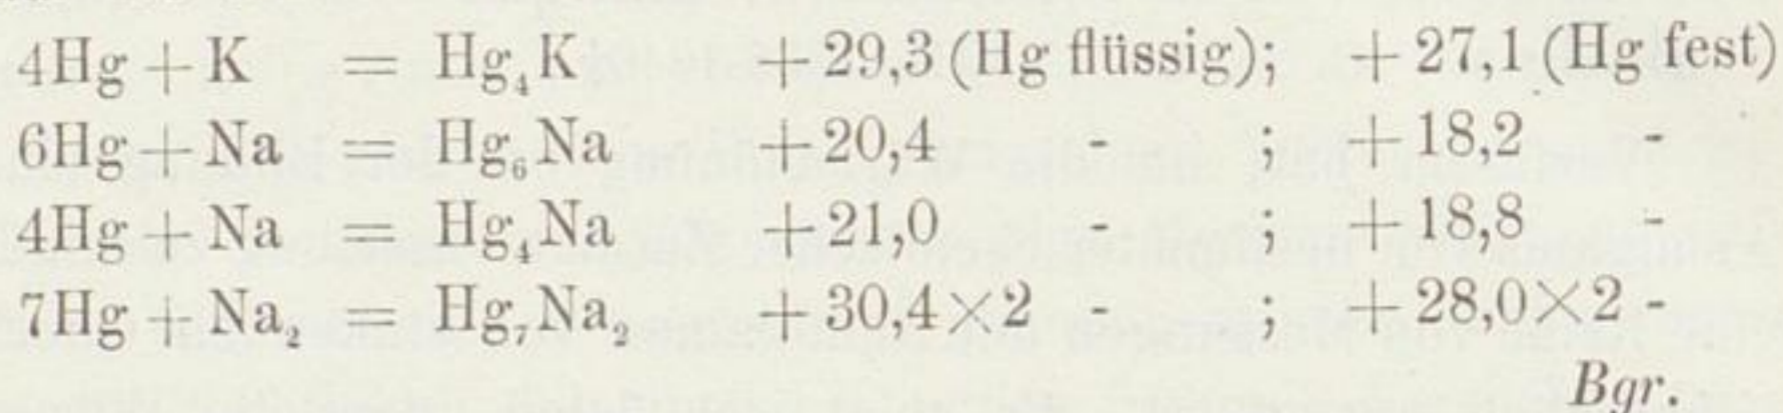 4Hg + K = Hg₄K + 29,3 (Hg flüssig); + 27,1 (Hg fest)
6Hg + Na = Hg₆Na + 20,4 - ; + 18,2 -
4Hg + Na = Hg₄Na + 21,0 - ; + 18,8 -
7Hg + Na₂ = Hg₇Na₂ + 30,4×2 - ; + 28,0×2 -
Bgr.